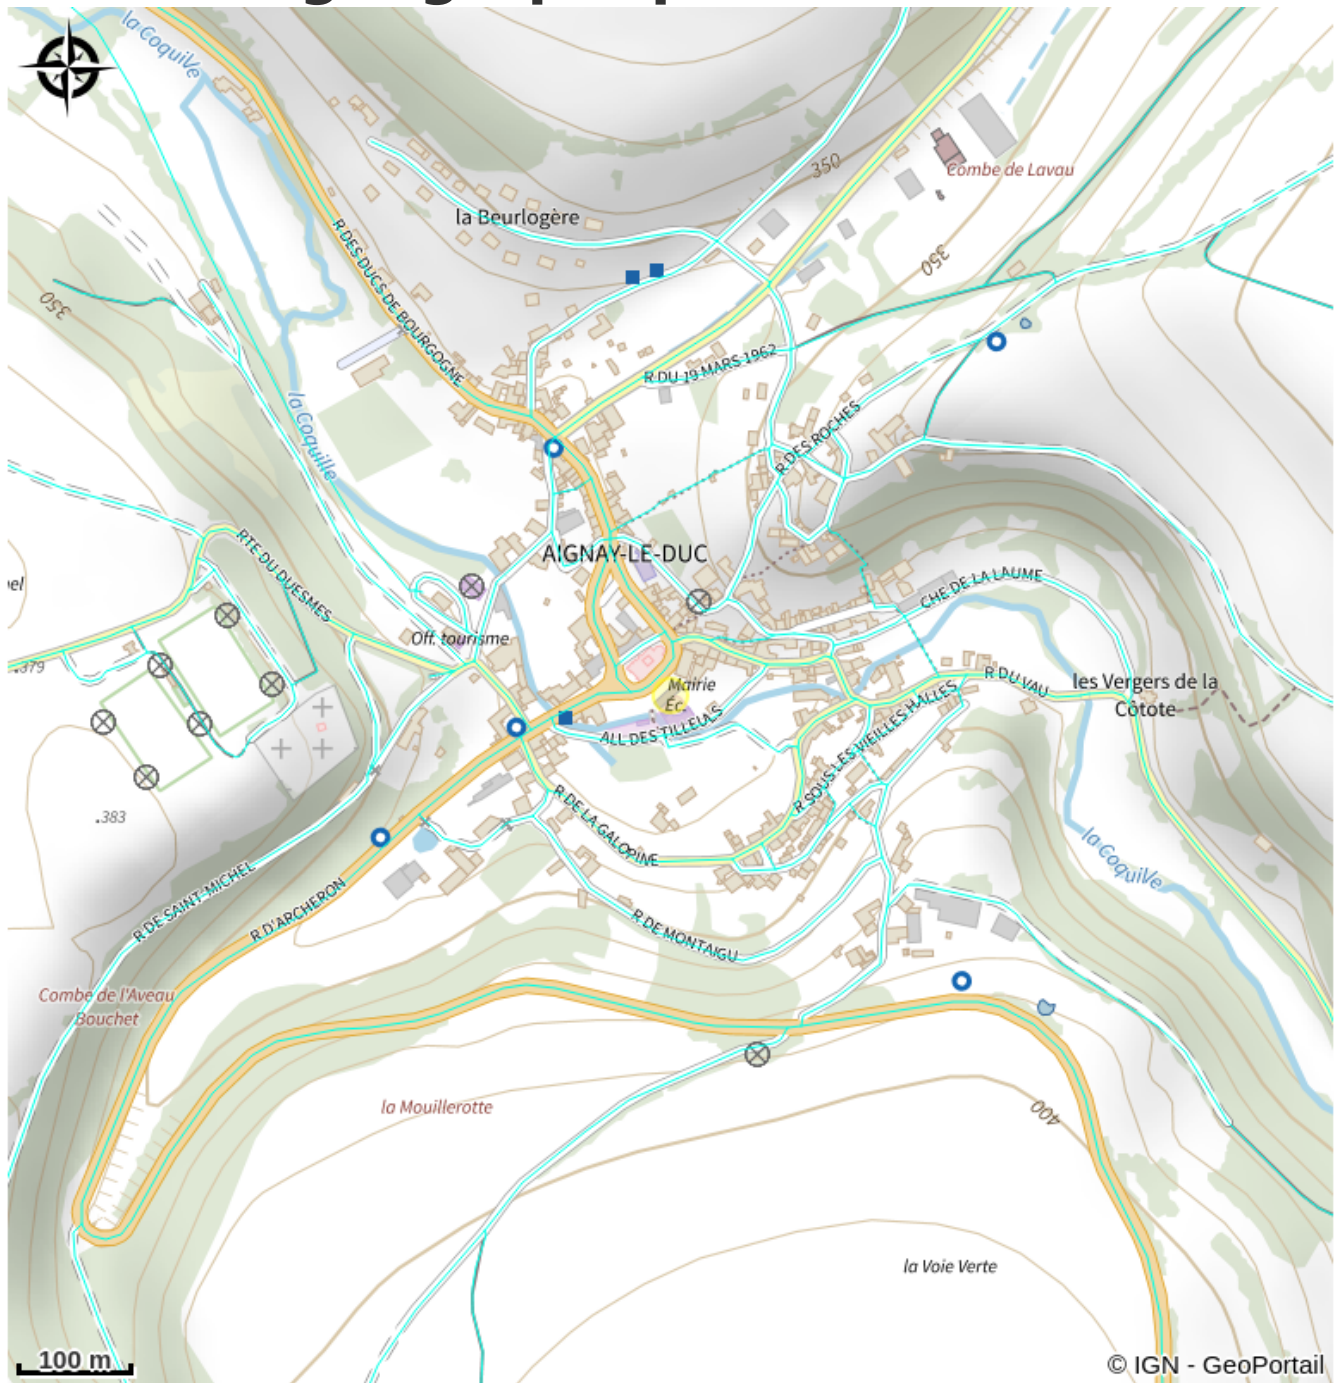 la Coquille
350
Combe de Lavau
la Beurlogère
R DES DUCS DE BOURGOGNE
350
350
R DU 19 MARS 1962
la Coquille
R DES ROCHES
RTE DU DUESMES
AIGNAY-LE-DUC
CHE DE LA LAUME
Off. tourisme
.379
Mairie
Éc.
R DU VAU
les Vergers de la
Côtote
ALL DES TILLEULS
R SOUS LES VIEILLES HALLES
.383
R DE LA GALOPINE
la Coquille
R DE SAINT-MICHEL
R D'ARCHERON
R DE MONTAIGU
Combe de l'Aveau
Bouchet
la Mouillerotte
400
la Voie Verte
100 m
© IGN - GeoPortail